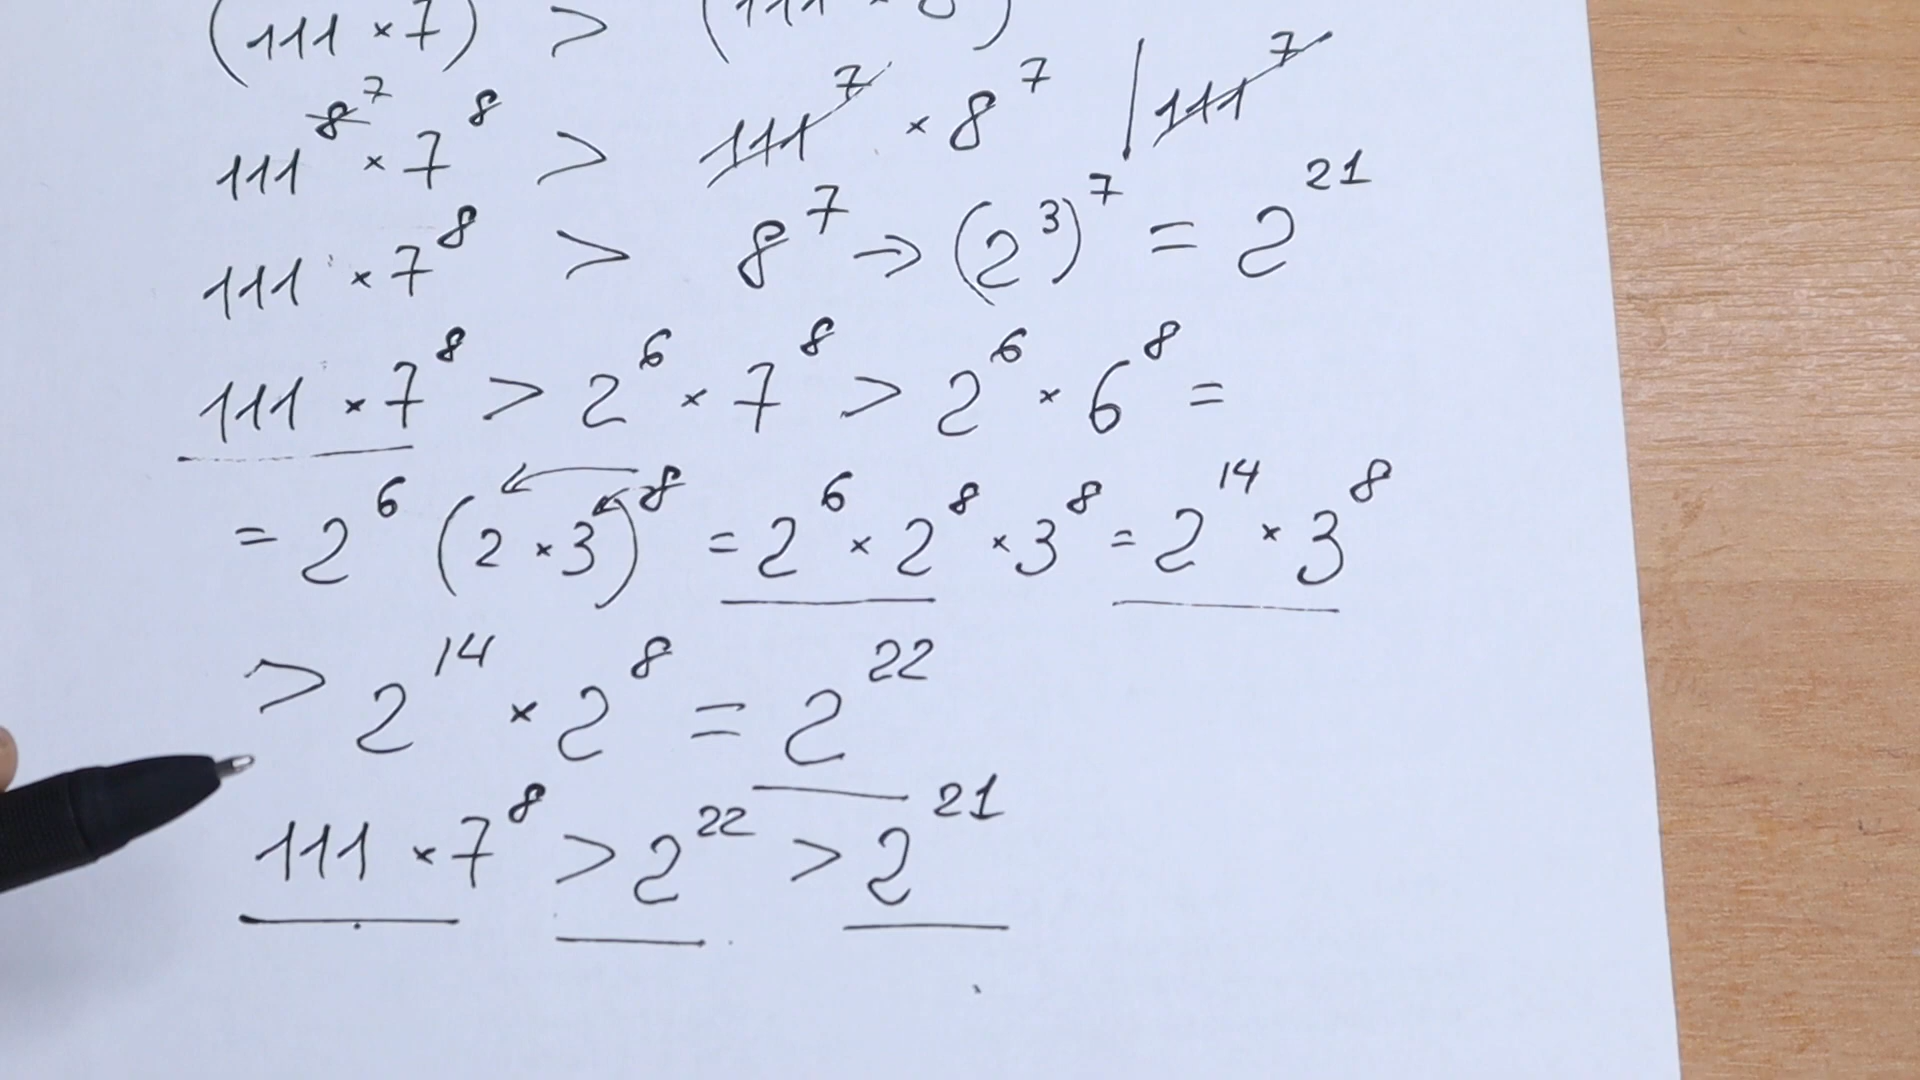 (111 × 7) > (111 × 8)
111^8^7 × 7^8 > 111^7 × 8^7 | 111^7
111 × 7^8 > 8^7 → (2^3)^7 = 2^21
111 × 7^8 > 2^6 × 7^8 > 2^6 × 6^8 =
= 2^6 (2 × 3)^8 = 2^6 × 2^8 × 3^8 = 2^14 × 3^8
> 2^14 × 2^8 = 2^22
111 × 7^8 > 2^22 > 2^21